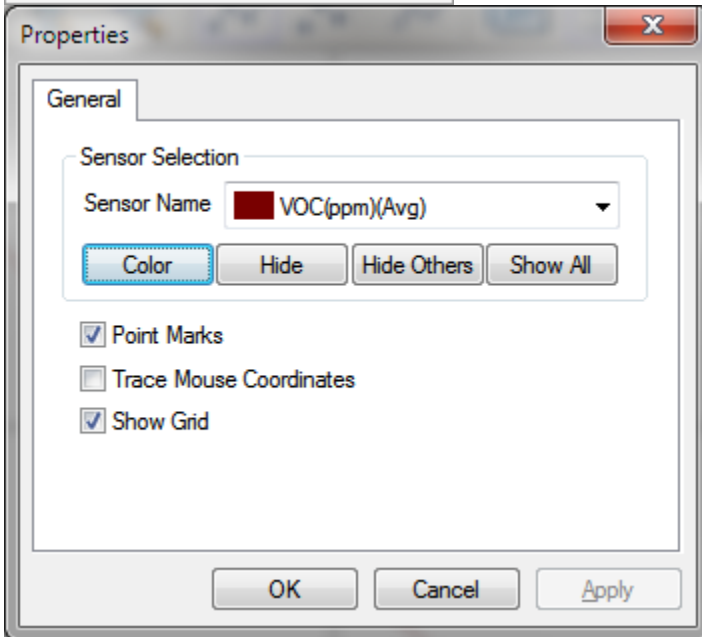 Properties
General
Sensor Selection
Sensor Name VOC(ppm)(Avg)
Color Hide Hide Others Show All
Point Marks
Trace Mouse Coordinates
Show Grid
OK Cancel Apply